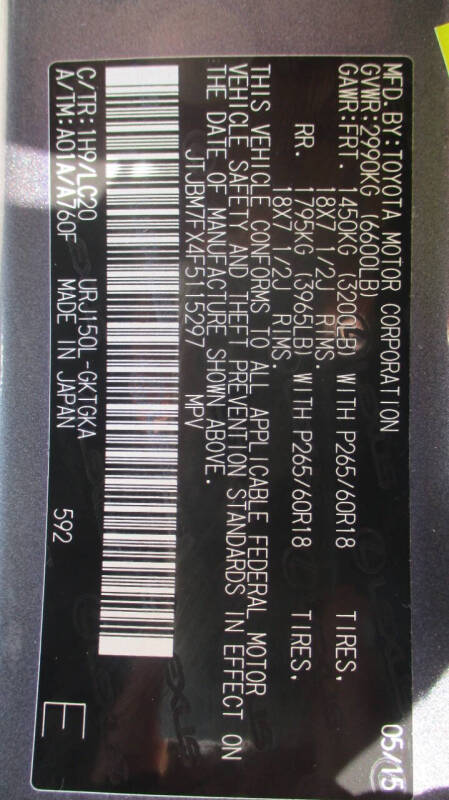 MFD. BY: TOYOTA MOTOR CORPORATION 05/15
GVWR: 2990KG (6600LB)
GAWR: FRT. 1450KG (3200LB) WITH P265/60R18 TIRES,
18X7 1/2J RIMS.
RR. 1795KG (3965LB) WITH P265/60R18 TIRES,
18X7 1/2J RIMS.
THIS VEHICLE CONFORMS TO ALL APPLICABLE FEDERAL MOTOR
VEHICLE SAFETY AND THEFT PREVENTION STANDARDS IN EFFECT ON
THE DATE OF MANUFACTURE SHOWN ABOVE.
JTJBM7FX4F5115297 MPV
C/TR: 1H9/LC20 URJ150L-GKTGKA 592
A/TM: A01A/A760F MADE IN JAPAN
E